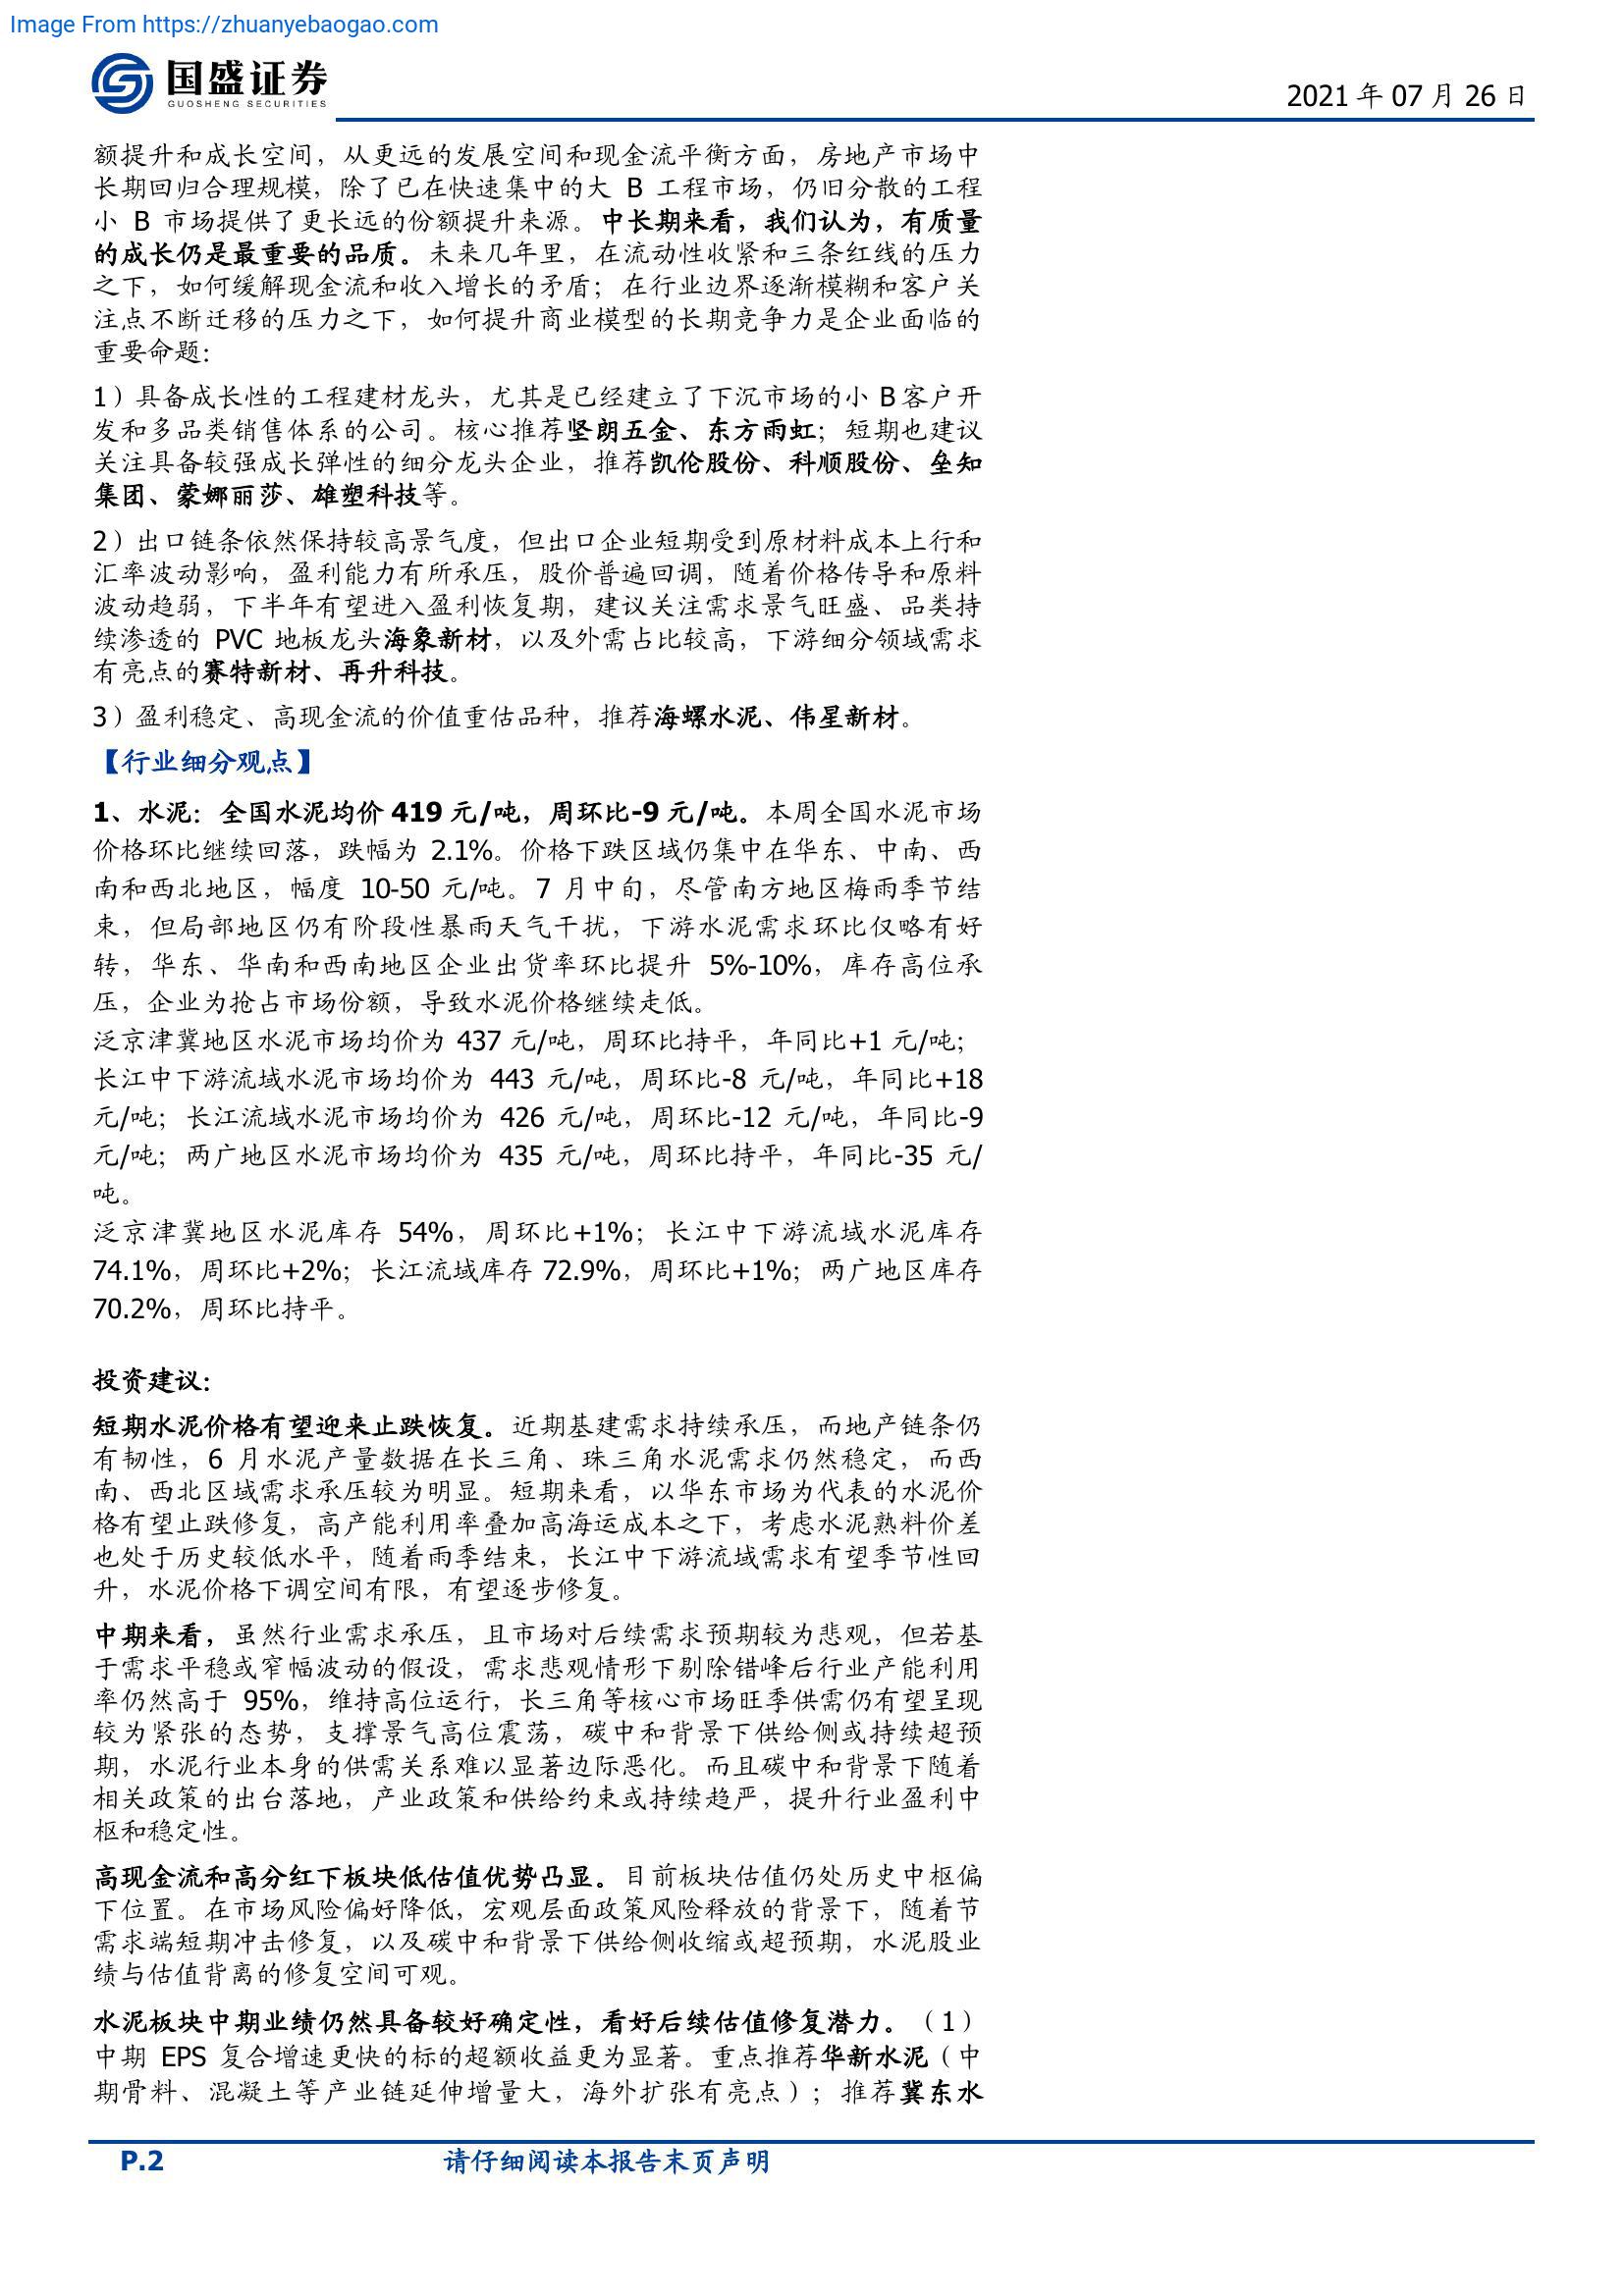 Image From https://zhuanyebaogao.com
国盛证券
GUOSHENG SECURITIES
2021 年 07 月 26 日
额提升和成长空间，从更远的发展空间和现金流平衡方面，房地产市场中
长期回归合理规模，除了已在快速集中的大 B 工程市场，仍旧分散的工程
小 B 市场提供了更长远的份额提升来源。中长期来看，我们认为，有质量
的成长仍是最重要的品质。未来几年里，在流动性收紧和三条红线的压力
之下，如何缓解现金流和收入增长的矛盾；在行业边界逐渐模糊和客户关
注点不断迁移的压力之下，如何提升商业模型的长期竞争力是企业面临的
重要命题：
1）具备成长性的工程建材龙头，尤其是已经建立了下沉市场的小 B 客户开
发和多品类销售体系的公司。核心推荐坚朗五金、东方雨虹；短期也建议
关注具备较强成长弹性的细分龙头企业，推荐凯伦股份、科顺股份、垒知
集团、蒙娜丽莎、雄塑科技等。
2）出口链条依然保持较高景气度，但出口企业短期受到原材料成本上行和
汇率波动影响，盈利能力有所承压，股价普遍回调，随着价格传导和原料
波动趋弱，下半年有望进入盈利恢复期，建议关注需求景气旺盛、品类持
续渗透的 PVC 地板龙头海象新材，以及外需占比较高，下游细分领域需求
有亮点的赛特新材、再升科技。
3）盈利稳定、高现金流的价值重估品种，推荐海螺水泥、伟星新材。
【行业细分观点】
1、水泥：全国水泥均价 419 元/吨，周环比-9 元/吨。本周全国水泥市场
价格环比继续回落，跌幅为 2.1%。价格下跌区域仍集中在华东、中南、西
南和西北地区，幅度 10-50 元/吨。7 月中旬，尽管南方地区梅雨季节结
束，但局部地区仍有阶段性暴雨天气干扰，下游水泥需求环比仅略有好
转，华东、华南和西南地区企业出货率环比提升 5%-10%，库存高位承
压，企业为抢占市场份额，导致水泥价格继续走低。
泛京津冀地区水泥市场均价为 437 元/吨，周环比持平，年同比+1 元/吨；
长江中下游流域水泥市场均价为 443 元/吨，周环比-8 元/吨，年同比+18
元/吨；长江流域水泥市场均价为 426 元/吨，周环比-12 元/吨，年同比-9
元/吨；两广地区水泥市场均价为 435 元/吨，周环比持平，年同比-35 元/
吨。
泛京津冀地区水泥库存 54%，周环比+1%；长江中下游流域水泥库存
74.1%，周环比+2%；长江流域库存 72.9%，周环比+1%；两广地区库存
70.2%，周环比持平。
投资建议：
短期水泥价格有望迎来止跌恢复。近期基建需求持续承压，而地产链条仍
有韧性，6 月水泥产量数据在长三角、珠三角水泥需求仍然稳定，而西
南、西北区域需求承压较为明显。短期来看，以华东市场为代表的水泥价
格有望止跌修复，高产能利用率叠加高海运成本之下，考虑水泥熟料价差
也处于历史较低水平，随着雨季结束，长江中下游流域需求有望季节性回
升，水泥价格下调空间有限，有望逐步修复。
中期来看，虽然行业需求承压，且市场对后续需求预期较为悲观，但若基
于需求平稳或窄幅波动的假设，需求悲观情形下剔除错峰后行业产能利用
率仍然高于 95%，维持高位运行，长三角等核心市场旺季供需仍有望呈现
较为紧张的态势，支撑景气高位震荡，碳中和背景下供给侧或持续超预
期，水泥行业本身的供需关系难以显著边际恶化。而且碳中和背景下随着
相关政策的出台落地，产业政策和供给约束或持续趋严，提升行业盈利中
枢和稳定性。
高现金流和高分红下板块低估值优势凸显。目前板块估值仍处历史中枢偏
下位置。在市场风险偏好降低，宏观层面政策风险释放的背景下，随着节
需求端短期冲击修复，以及碳中和背景下供给侧收缩或超预期，水泥股业
绩与估值背离的修复空间可观。
水泥板块中期业绩仍然具备较好确定性，看好后续估值修复潜力。（1）
中期 EPS 复合增速更快的标的超额收益更为显著。重点推荐华新水泥（中
期骨料、混凝土等产业链延伸增量大，海外扩张有亮点）；推荐冀东水
P.2
请仔细阅读本报告末页声明